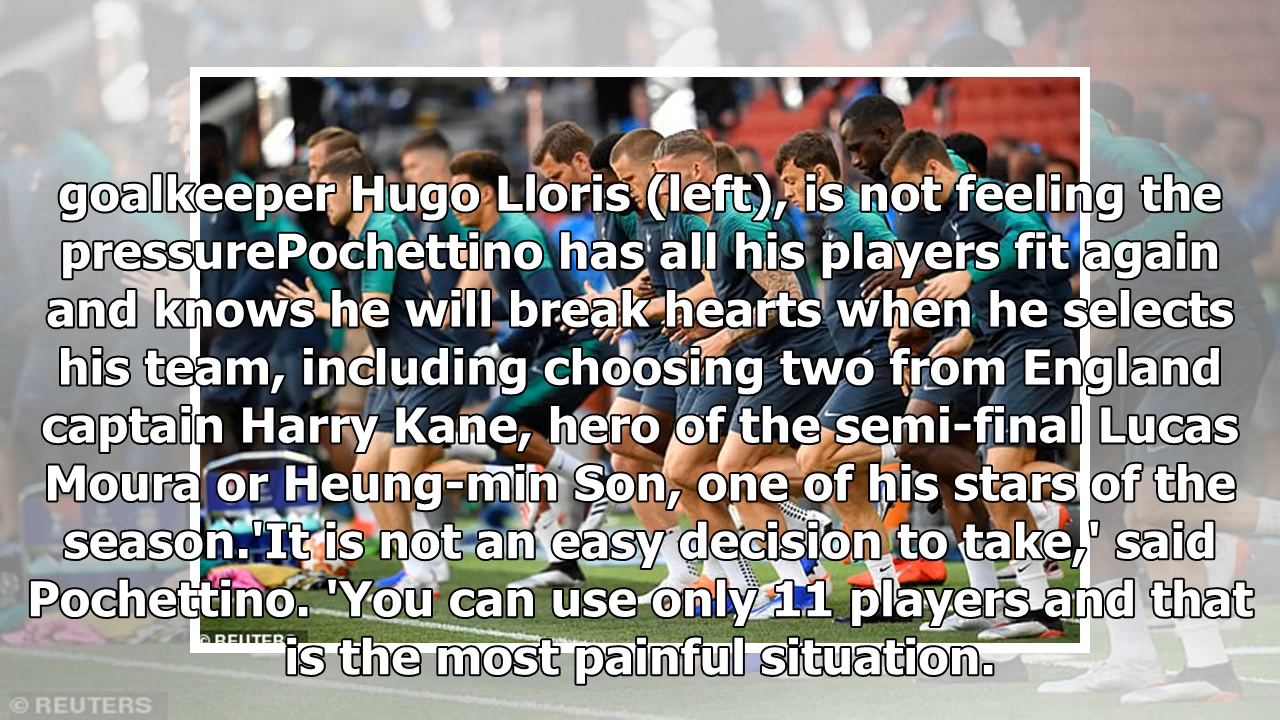 goalkeeper Hugo Lloris (left), is not feeling the
pressurePochettino has all his players fit again
and knows he will break hearts when he selects
his team, including choosing two from England
captain Harry Kane, hero of the semi-final Lucas
Moura or Heung-min Son, one of his stars of the
season.'It is not an easy decision to take,' said
Pochettino. 'You can use only 11 players and that
is the most painful situation.
© REUTERS
© REUTERS